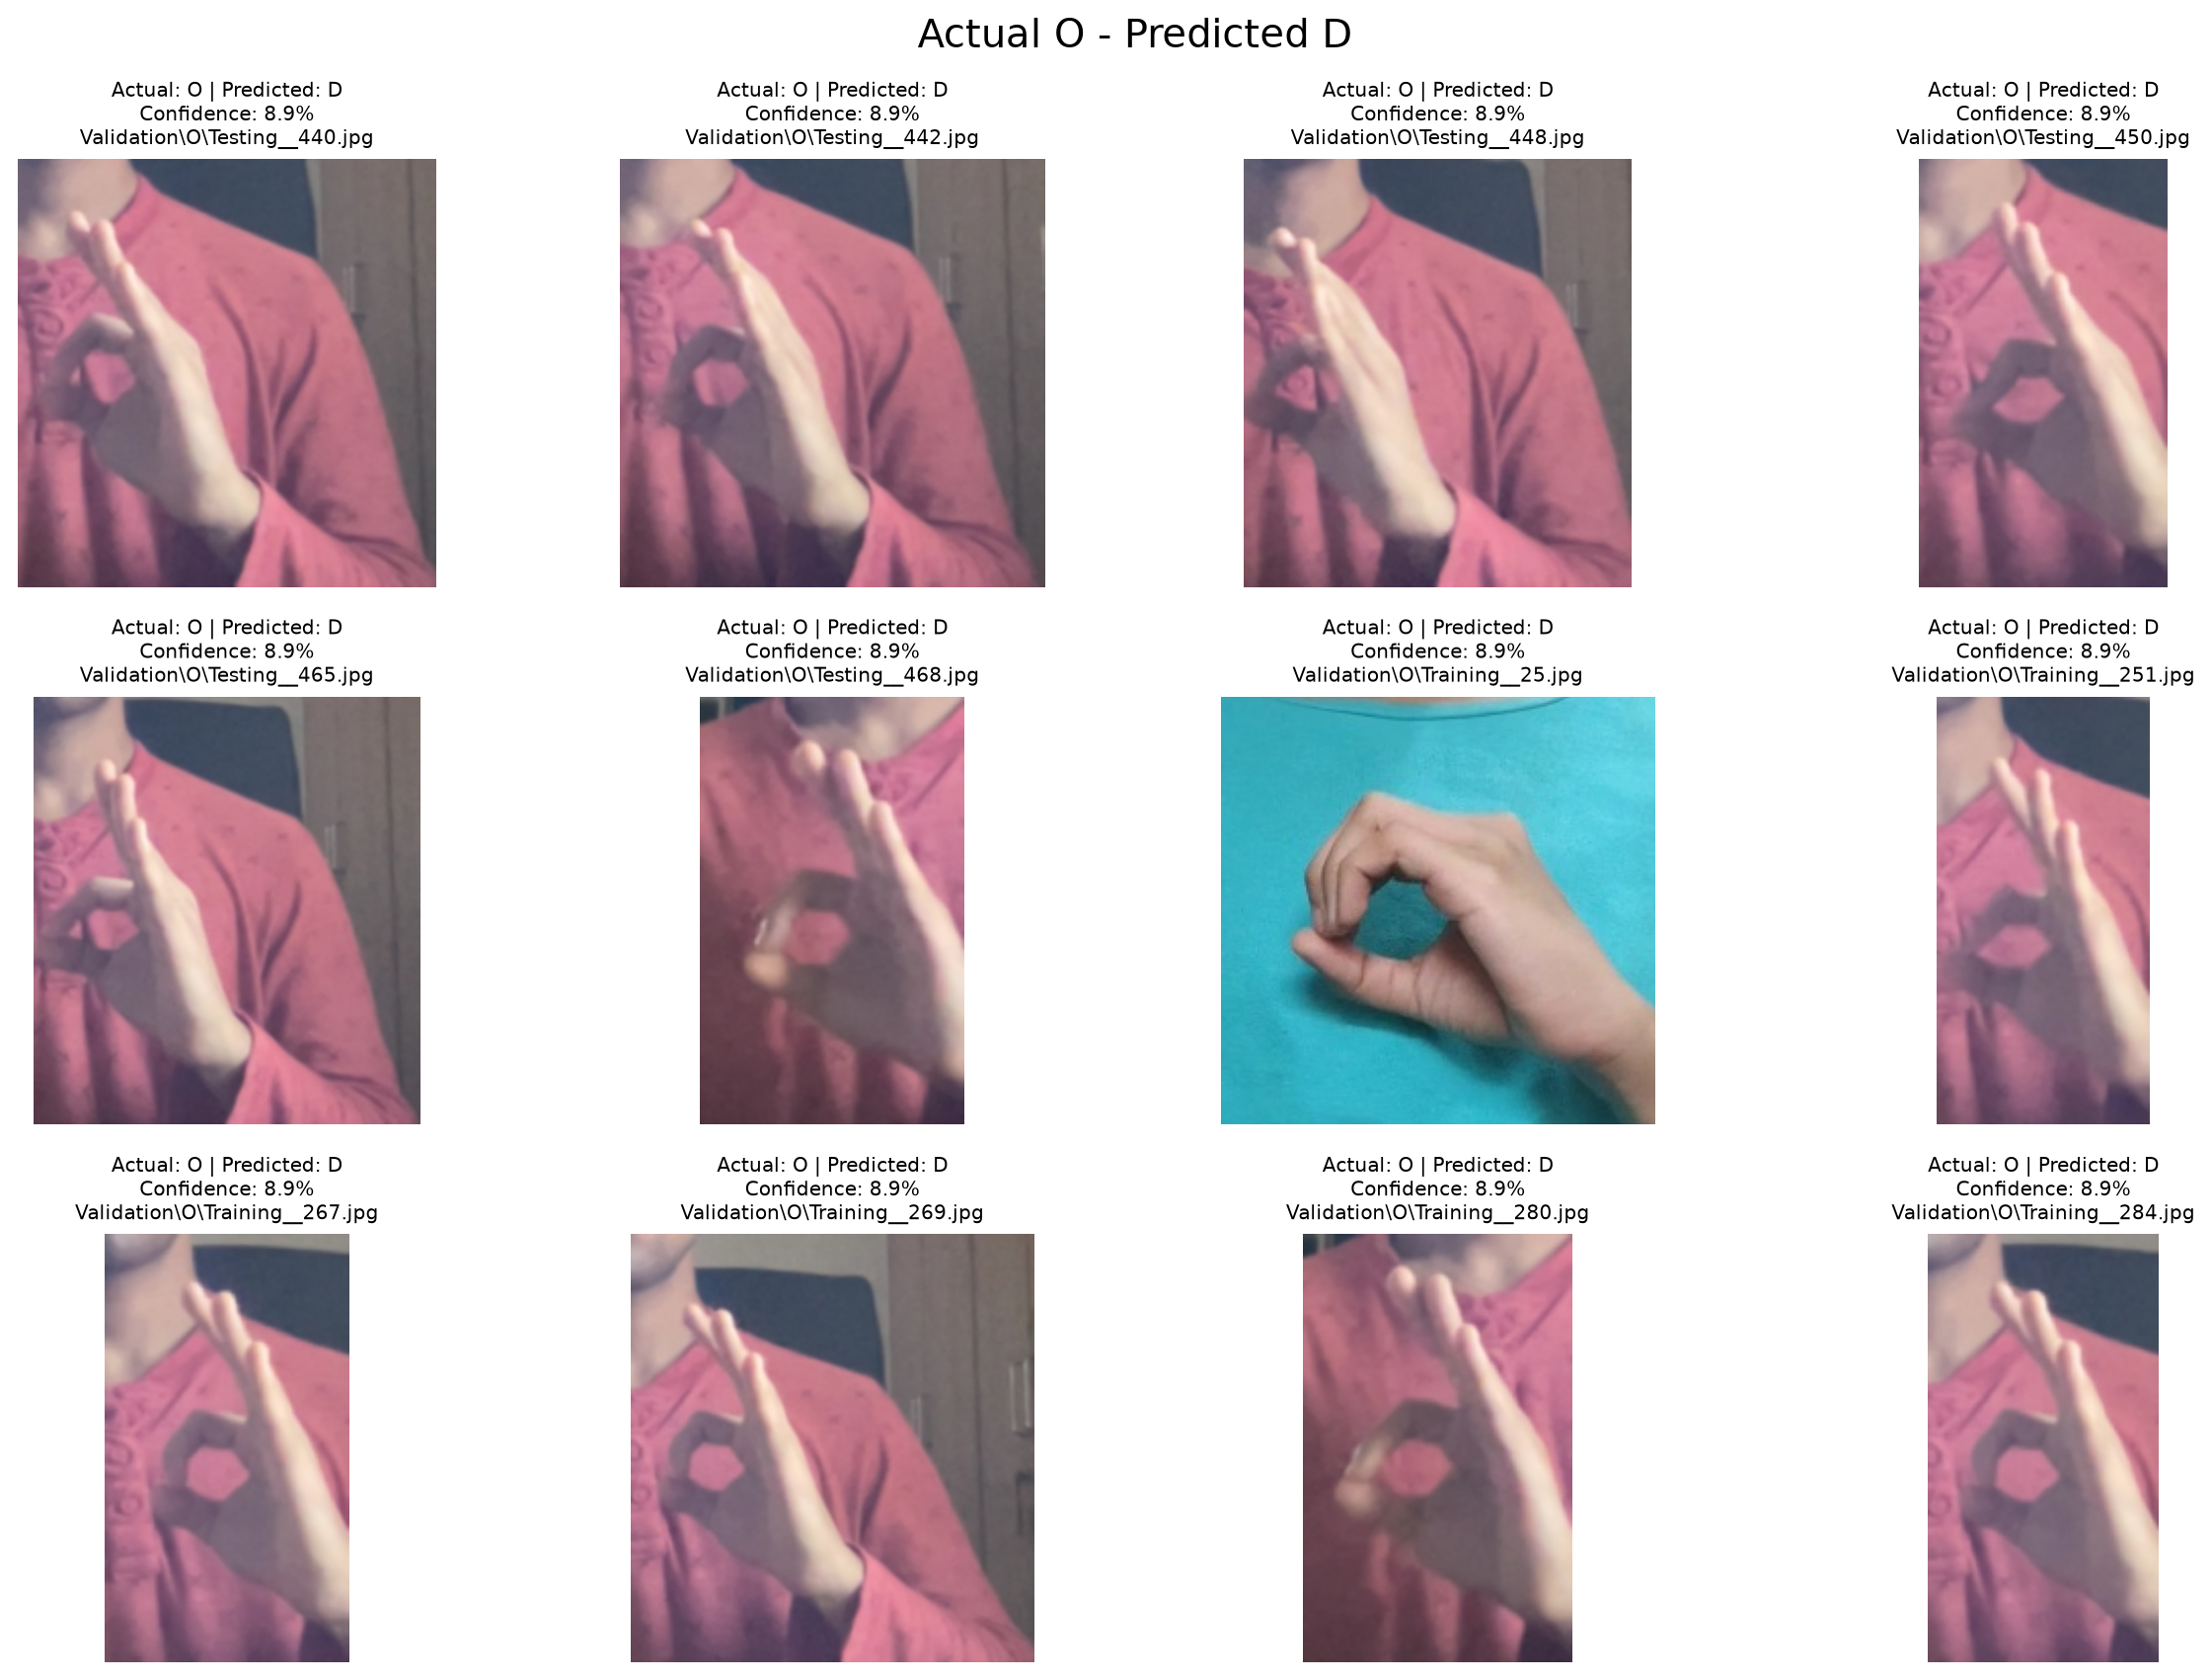 Actual O - Predicted D
Actual: O | Predicted: D
Confidence: 8.9%
Validation\O\Testing__440.jpg
Actual: O | Predicted: D
Confidence: 8.9%
Validation\O\Testing__442.jpg
Actual: O | Predicted: D
Confidence: 8.9%
Validation\O\Testing__448.jpg
Actual: O | Predicted: D
Confidence: 8.9%
Validation\O\Testing__450.jpg
Actual: O | Predicted: D
Confidence: 8.9%
Validation\O\Testing__465.jpg
Actual: O | Predicted: D
Confidence: 8.9%
Validation\O\Testing__468.jpg
Actual: O | Predicted: D
Confidence: 8.9%
Validation\O\Training__25.jpg
Actual: O | Predicted: D
Confidence: 8.9%
Validation\O\Training__251.jpg
Actual: O | Predicted: D
Confidence: 8.9%
Validation\O\Training__267.jpg
Actual: O | Predicted: D
Confidence: 8.9%
Validation\O\Training__269.jpg
Actual: O | Predicted: D
Confidence: 8.9%
Validation\O\Training__280.jpg
Actual: O | Predicted: D
Confidence: 8.9%
Validation\O\Training__284.jpg